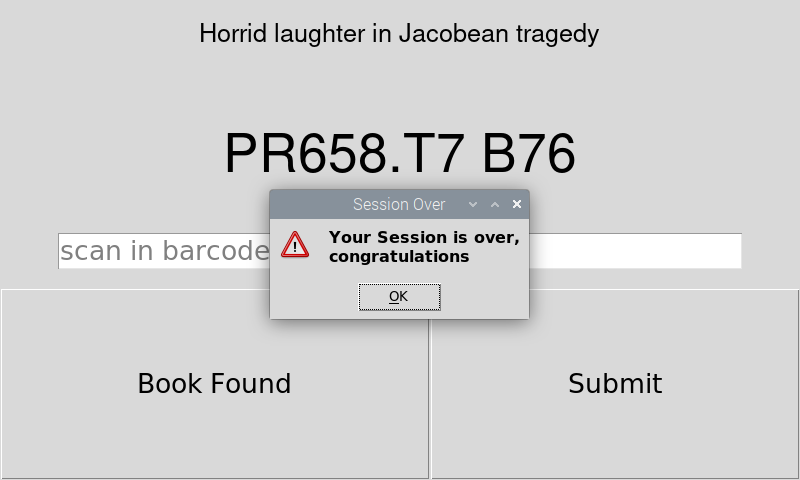 Horrid laughter in Jacobean tragedy
PR658.T7 B76
Session Over
scan in barcode
Your Session is over,
congratulations
OK
Book Found
Submit